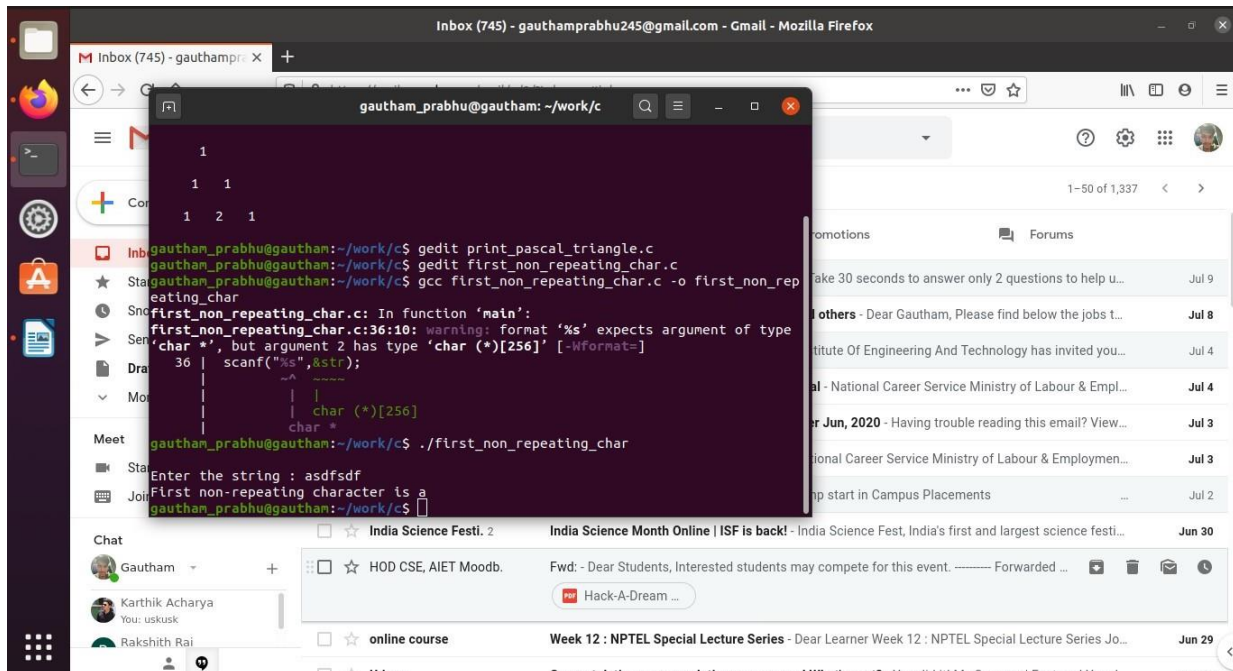 Inbox (745) - gauthamprabhu245@gmail.com - Gmail - Mozilla Firefox
Inbox (745) - gauthampra
gautham_prabhu@gautham: ~/work/c
1
1 1
1 2 1
gautham_prabhu@gautham:~/work/c$ gedit print_pascal_triangle.c
gautham_prabhu@gautham:~/work/c$ gedit first_non_repeating_char.c
gautham_prabhu@gautham:~/work/c$ gcc first_non_repeating_char.c -o first_non_rep
eating_char
first_non_repeating_char.c: In function ‘main’:
first_non_repeating_char.c:36:10: warning: format ‘%s’ expects argument of type
‘char *’, but argument 2 has type ‘char (*)[256]’ [-Wformat=]
36 | scanf("%s",&str);
| ~^ ~~~~
| | |
| | char (*)[256]
| char *
gautham_prabhu@gautham:~/work/c$ ./first_non_repeating_char
Enter the string : asdfsdf
First non-repeating character is a
gautham_prabhu@gautham:~/work/c$
Con
Inb
Sta
Sno
Sen
Dra
Mo
Meet
Sta
Joi
Chat
Gautham
Karthik Acharya
You: uskusk
Rakshith Rai
1–50 of 1,337
romotions
Forums
Take 30 seconds to answer only 2 questions to help u... Jul 9
l others - Dear Gautham, Please find below the jobs t... Jul 8
titute Of Engineering And Technology has invited you... Jul 4
al - National Career Service Ministry of Labour & Empl... Jul 4
er Jun, 2020 - Having trouble reading this email? View... Jul 3
tional Career Service Ministry of Labour & Employmen... Jul 3
mp start in Campus Placements ... Jul 2
India Science Festi. 2 India Science Month Online | ISF is back! - India Science Fest, India's first and largest science festi... Jun 30
HOD CSE, AIET Moodb. Fwd: - Dear Students, Interested students may compete for this event. ---------- Forwarded ...
PDF Hack-A-Dream ...
online course Week 12 : NPTEL Special Lecture Series - Dear Learner Week 12 : NPTEL Special Lecture Series Jo... Jun 29